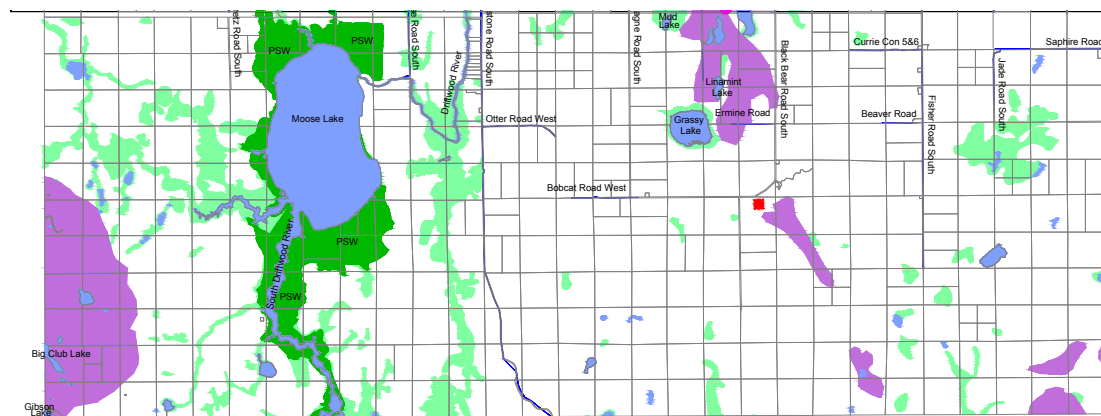 Mud
Lake
PSW
PSW
Currie Con 5&6
Saphire Road
Road South
Road South
Road South
Road South
Black Bear Road South
Jade Road South
Driftwood River
Linamint
Lake
Moose Lake
Otter Road West
Grassy
Lake
Ermine Road
Beaver Road
Fisher Road South
Bobcat Road West
South Driftwood River
PSW
PSW
Big Club Lake
Gibson
Lake